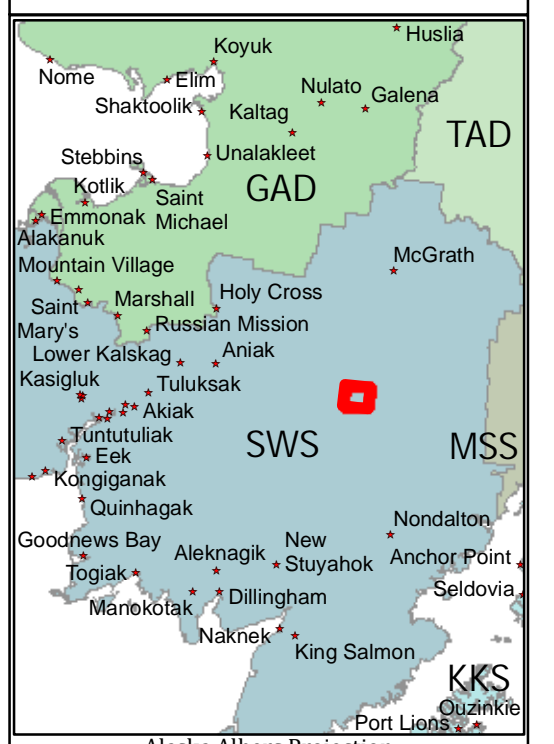 Huslia
Koyuk
Nome
Elim
Nulato
Galena
Shaktoolik
Kaltag
TAD
Stebbins
Unalakleet
Kotlik
GAD
Saint
Michael
Emmonak
Alakanuk
McGrath
Mountain Village
Holy Cross
Saint
Mary's
Marshall
Russian Mission
Lower Kalskag
Aniak
Kasigluk
Tuluksak
Akiak
Tuntutuliak
SWS
MSS
Eek
Kongiganak
Quinhagak
Nondalton
Goodnews Bay
Aleknagik
New
Stuyahok
Anchor Point
Togiak
Seldovia
Manokotak
Dillingham
Naknek
King Salmon
KKS
Ouzinkie
Port Lions
Alaska Albers Projection